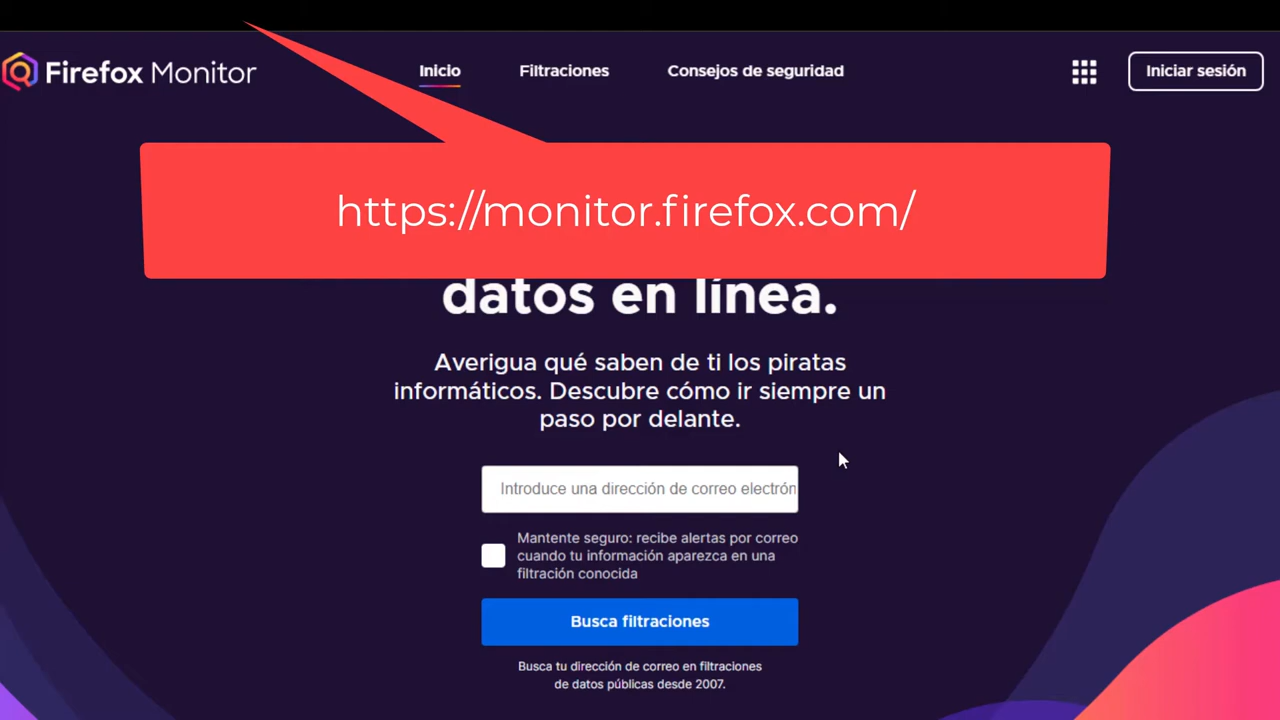 Firefox Monitor
Inicio
Filtraciones
Consejos de seguridad
Iniciar sesión
https://monitor.firefox.com/
datos en línea.
Averigua qué saben de ti los piratas
informáticos. Descubre cómo ir siempre un
paso por delante.
Introduce una dirección de correo electrón
Mantente seguro: recibe alertas por correo
cuando tu información aparezca en una
filtración conocida
Busca filtraciones
Busca tu dirección de correo en filtraciones
de datos públicas desde 2007.